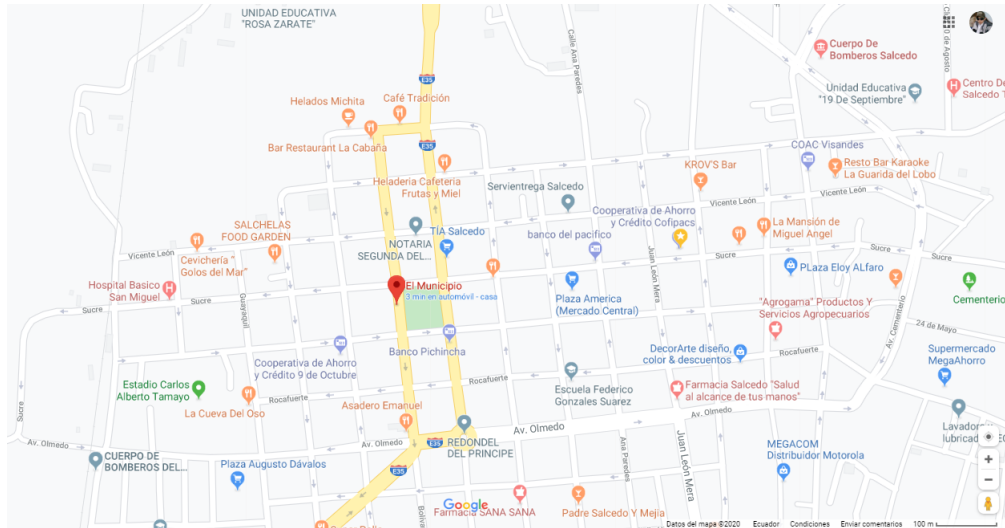 UNIDAD EDUCATIVA
"ROSA ZARATE"
E35
Calle Ana Paredes
Cuerpo De
Bomberos Salcedo
Unidad Educativa
"19 De Septiembre"
Centro De
Salcedo T
Helados Michita
Café Tradición
Bar Restaurant La Cabaña
E35
COAC Visandes
Heladeria Cafeteria
Frutas y Miel
KROV'S Bar
Resto Bar Karaoke
La Guarida del Lobo
Servientrega Salcedo
Vicente León
Vicente León
SALCHELAS
FOOD GARDEN
Cooperativa de Ahorro
y Crédito Cofipacs
La Mansión de
Miguel Angel
NOTARIA
SEGUNDA DEL...
TÍA Salcedo
banco del pacifico
Vicente León
Cevichería "
Golos del Mar"
Juan León Mera
Sucre
Sucre
PLaza Eloy ALfaro
Hospital Basico
San Miguel
Guayaquil
El Municipio
3 min en automóvil - casa
Plaza America
(Mercado Central)
"Agrogama" Productos Y
Servicios Agropecuarios
Cementerio
Sucre
Sucre
Av. Cementerio
24 de Mayo
Banco Pichincha
Cooperativa de Ahorro
y Crédito 9 de Octubre
DecorArte diseño,
color & descuentos
Rocafuerte
Supermercado
MegaAhorro
Estadio Carlos
Alberto Tamayo
Rocafuerte
Rocafuerte
Escuela Federico
Gonzales Suarez
Farmacia Salcedo "Salud
al alcance de tus manos"
La Cueva Del Oso
Asadero Emanuel
Sucre
Av. Olmedo
Av. Olmedo
E35
REDONDEL
DEL PRINCIPE
Av. Olmedo
Av. Olmedo
Lavadora
lubricado
CUERPO DE
BOMBEROS DEL...
Plaza Augusto Dávalos
E35
Ana Paredes
Juan León Mera
MEGACOM
Distribuidor Motorola
Google
Farmacia SANA SANA
Padre Salcedo Y Mejia
Datos del mapa ©2020
Ecuador
Condiciones
Enviar comentarios
100 m